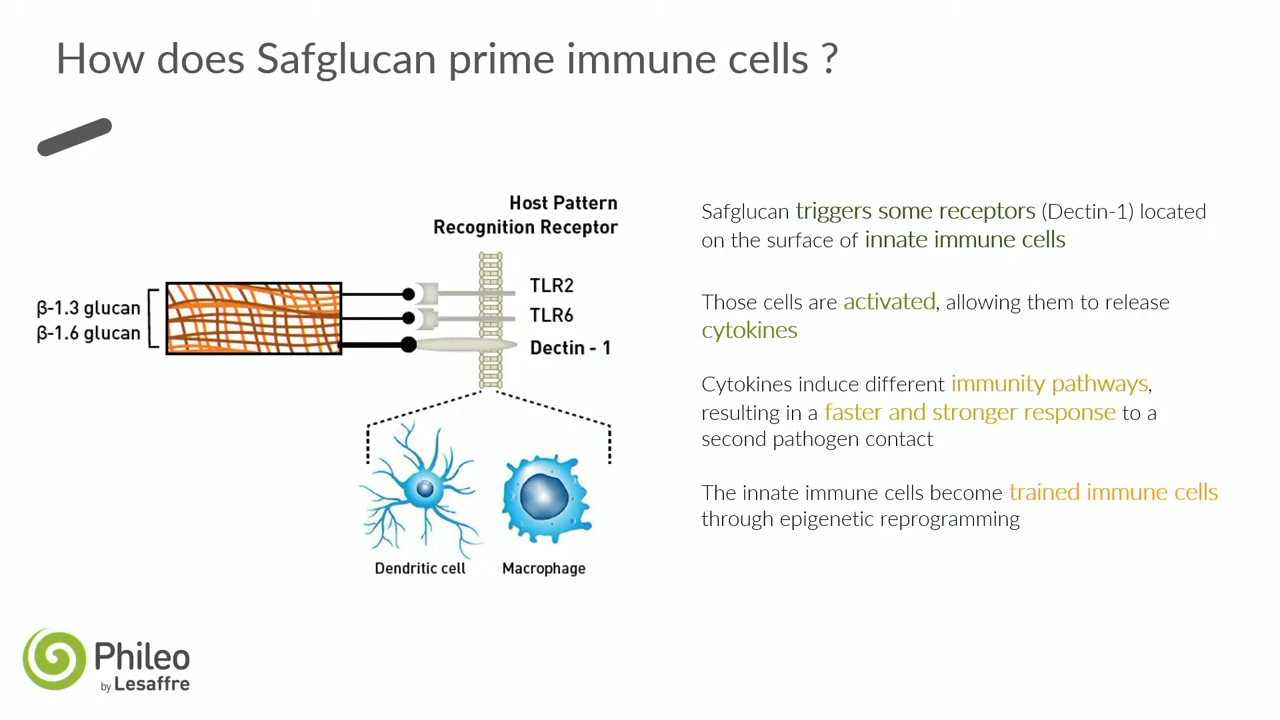 How does Safglucan prime immune cells ?
Host Pattern
Recognition Receptor
TLR2
TLR6
Dectin - 1
β-1.3 glucan
β-1.6 glucan
Dendritic cell
Macrophage
Safglucan triggers some receptors (Dectin-1) located
on the surface of innate immune cells
Those cells are activated, allowing them to release
cytokines
Cytokines induce different immunity pathways,
resulting in a faster and stronger response to a
second pathogen contact
The innate immune cells become trained immune cells
through epigenetic reprogramming
Phileo
by Lesaffre